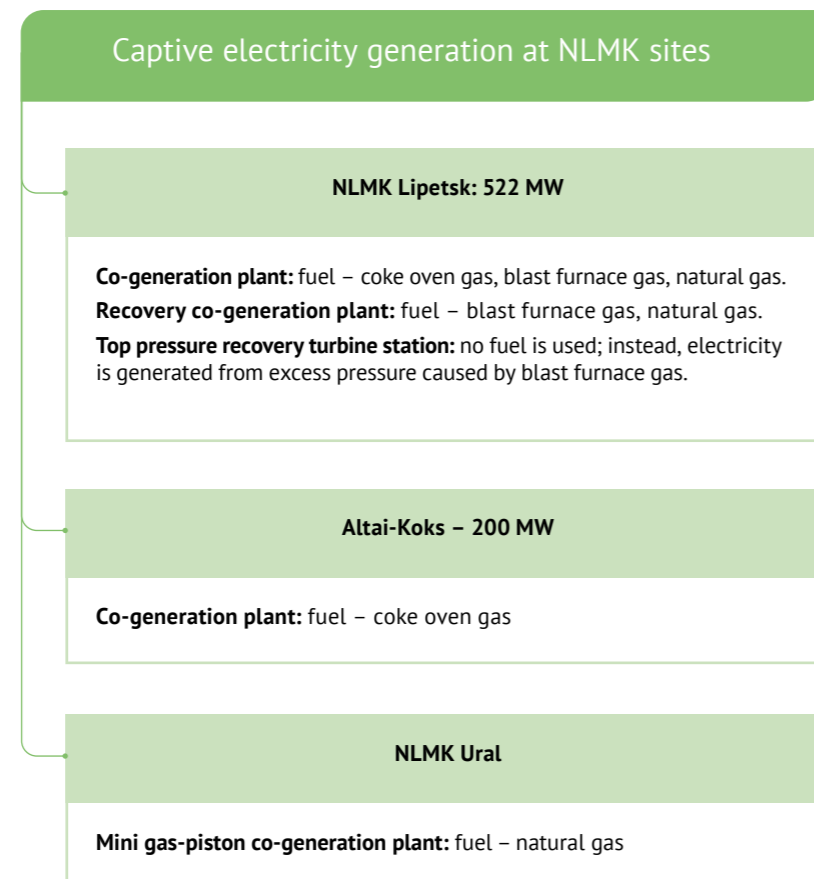 Captive electricity generation at NLMK sites
NLMK Lipetsk: 522 MW
Co-generation plant: fuel – coke oven gas, blast furnace gas, natural gas.
Recovery co-generation plant: fuel – blast furnace gas, natural gas.
Top pressure recovery turbine station: no fuel is used; instead, electricity
is generated from excess pressure caused by blast furnace gas.
Altai-Koks – 200 MW
Co-generation plant: fuel – coke oven gas
NLMK Ural
Mini gas-piston co-generation plant: fuel – natural gas